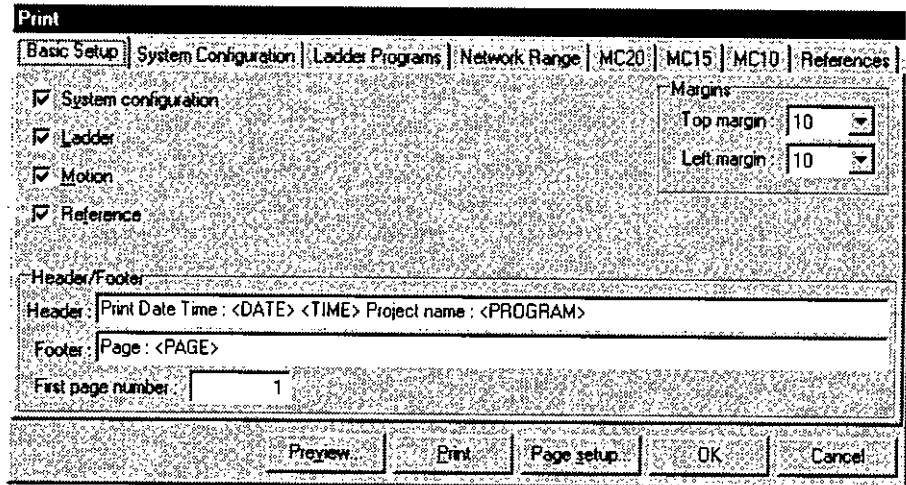 Print
Basic Setup System Configuration Ladder Programs Network Range MC20 MC15 MC10 References
System configuration
Ladder
Motion
Reference
Margins
Top margin : 10
Left margin : 10
Header/Footer
Header : Print Date Time : <DATE> <TIME> Project name : <PROGRAM>
Footer : Page : <PAGE>
First page number : 1
Preview... Print Page setup... OK Cancel